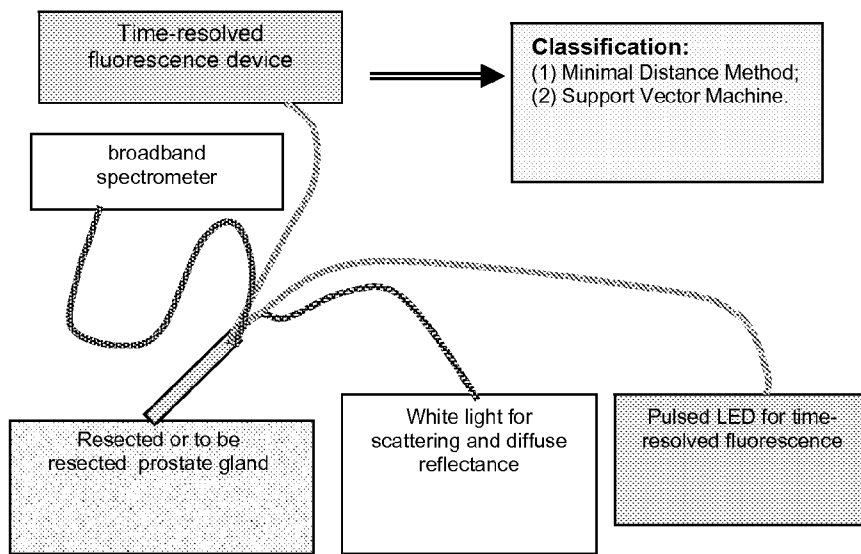 Time-resolved
fluorescence device
Classification:
(1) Minimal Distance Method;
(2) Support Vector Machine.
broadband
spectrometer
Resected or to be
resected prostate gland
White light for
scattering and diffuse
reflectance
Pulsed LED for time-
resolved fluorescence